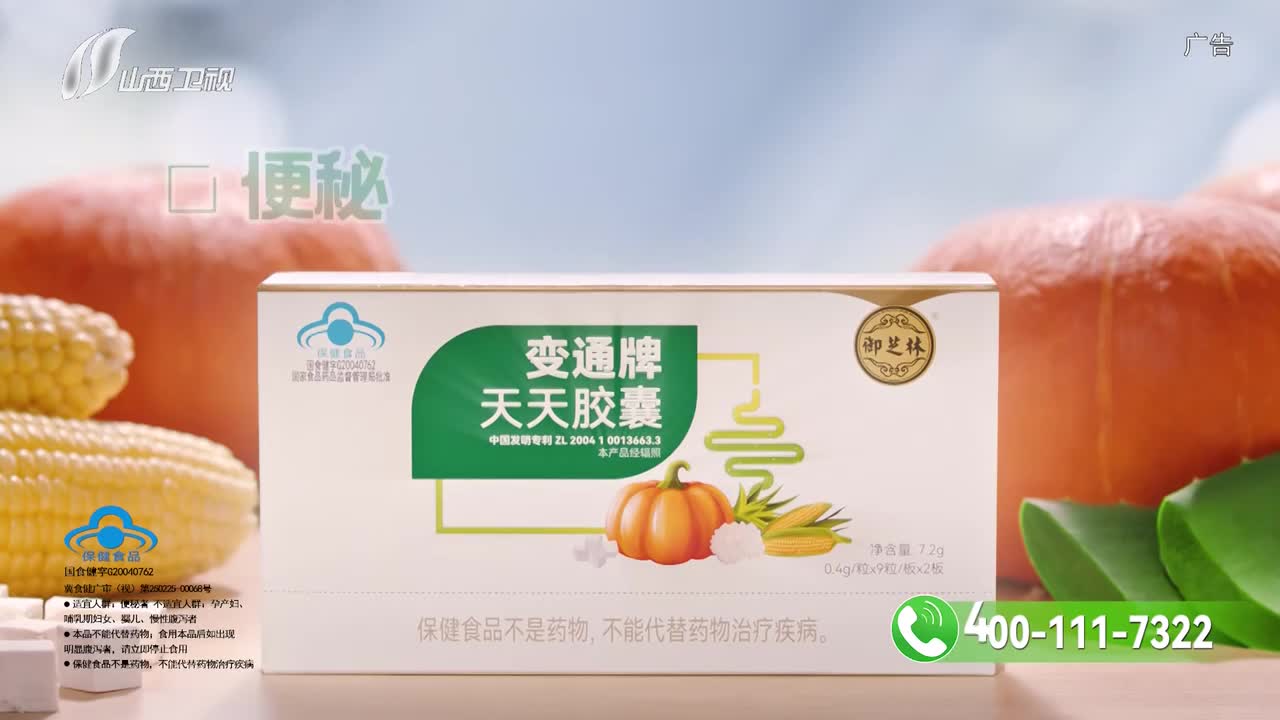 山西卫视
广告
便秘
保健食品
国食健字G20040762
国家食品药品监督管理局批准
变通牌
天天胶囊
中国发明专利 ZL 2004 1 0013663.3
本产品经辐照
御芝林
净含量 7.2g
0.4g/粒x9粒/板x2板
保健食品不是药物，不能代替药物治疗疾病。
保健食品
国食健字G20040762
冀食健广审（视）第250225-00068号
●适宜人群：便秘者 不适宜人群：孕产妇、
哺乳期妇女、婴儿、慢性腹泻者
●本品不能代替药物；食用本品后如出现
明显腹泻者，请立即停止食用
●保健食品不是药物，不能代替药物治疗疾病
400-111-7322